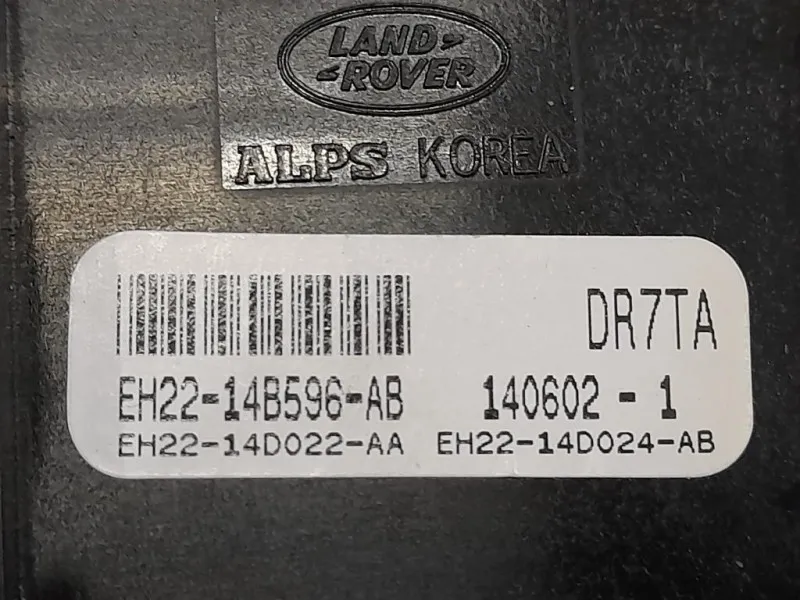 LAND
ROVER
ALPS KOREA
DR7TA
EH22-14B596-AB 140602 - 1
EH22-14D022-AA EH22-14D024-AB